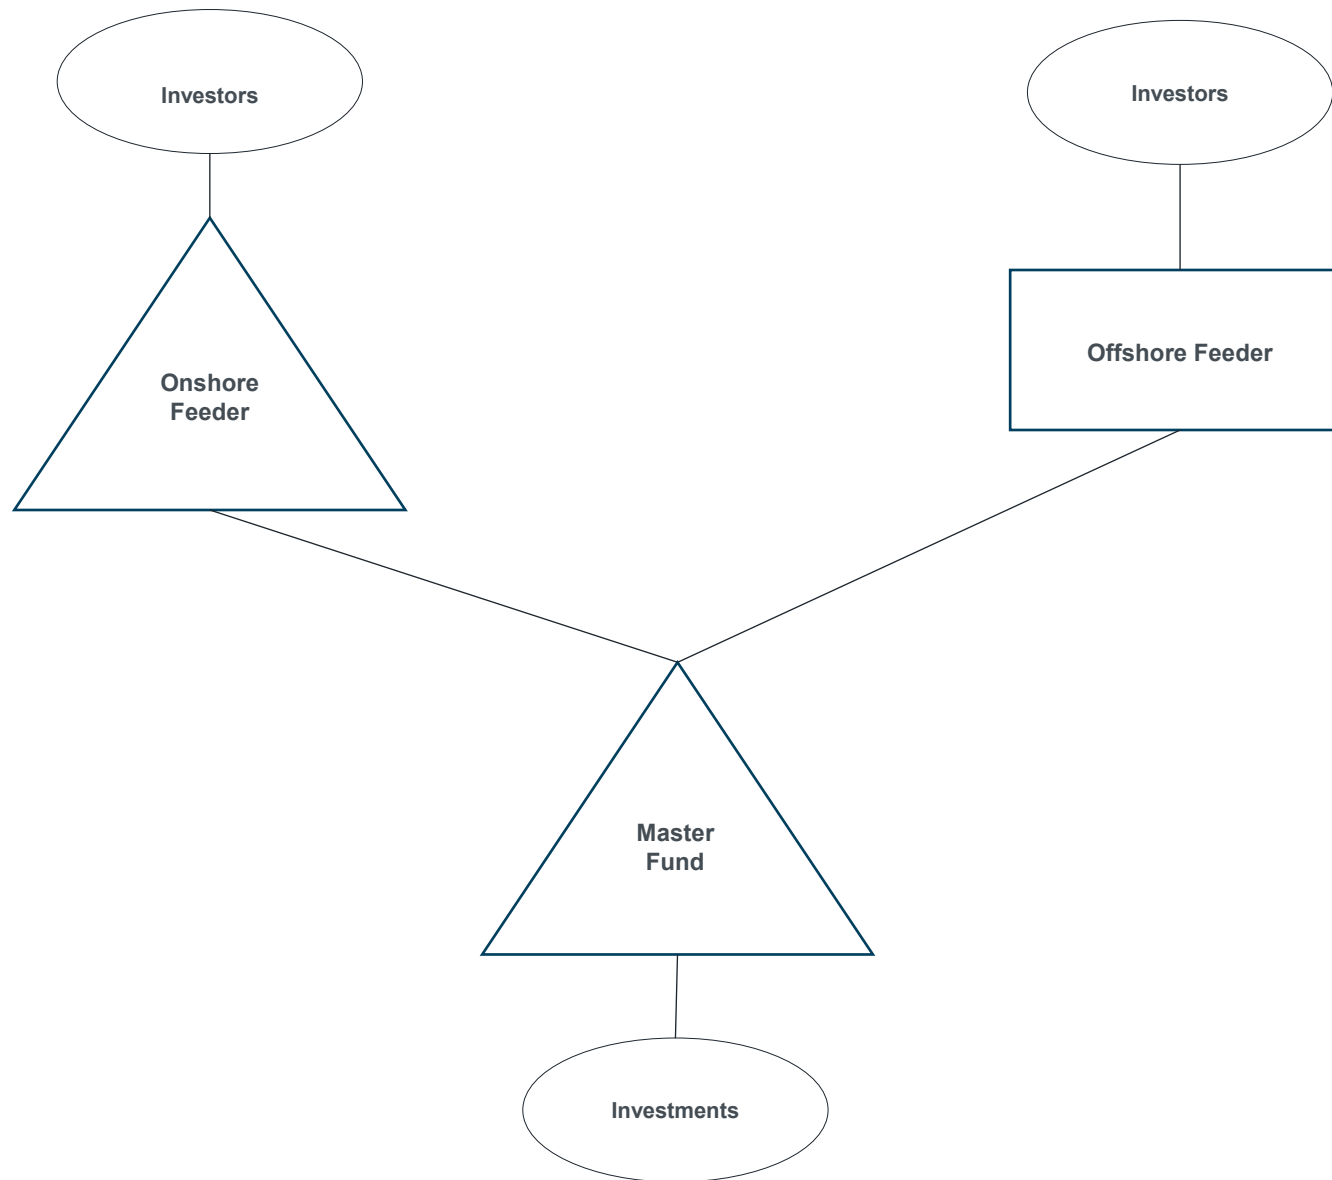 Investors
Investors
Onshore
Feeder
Offshore Feeder
Master
Fund
Investments